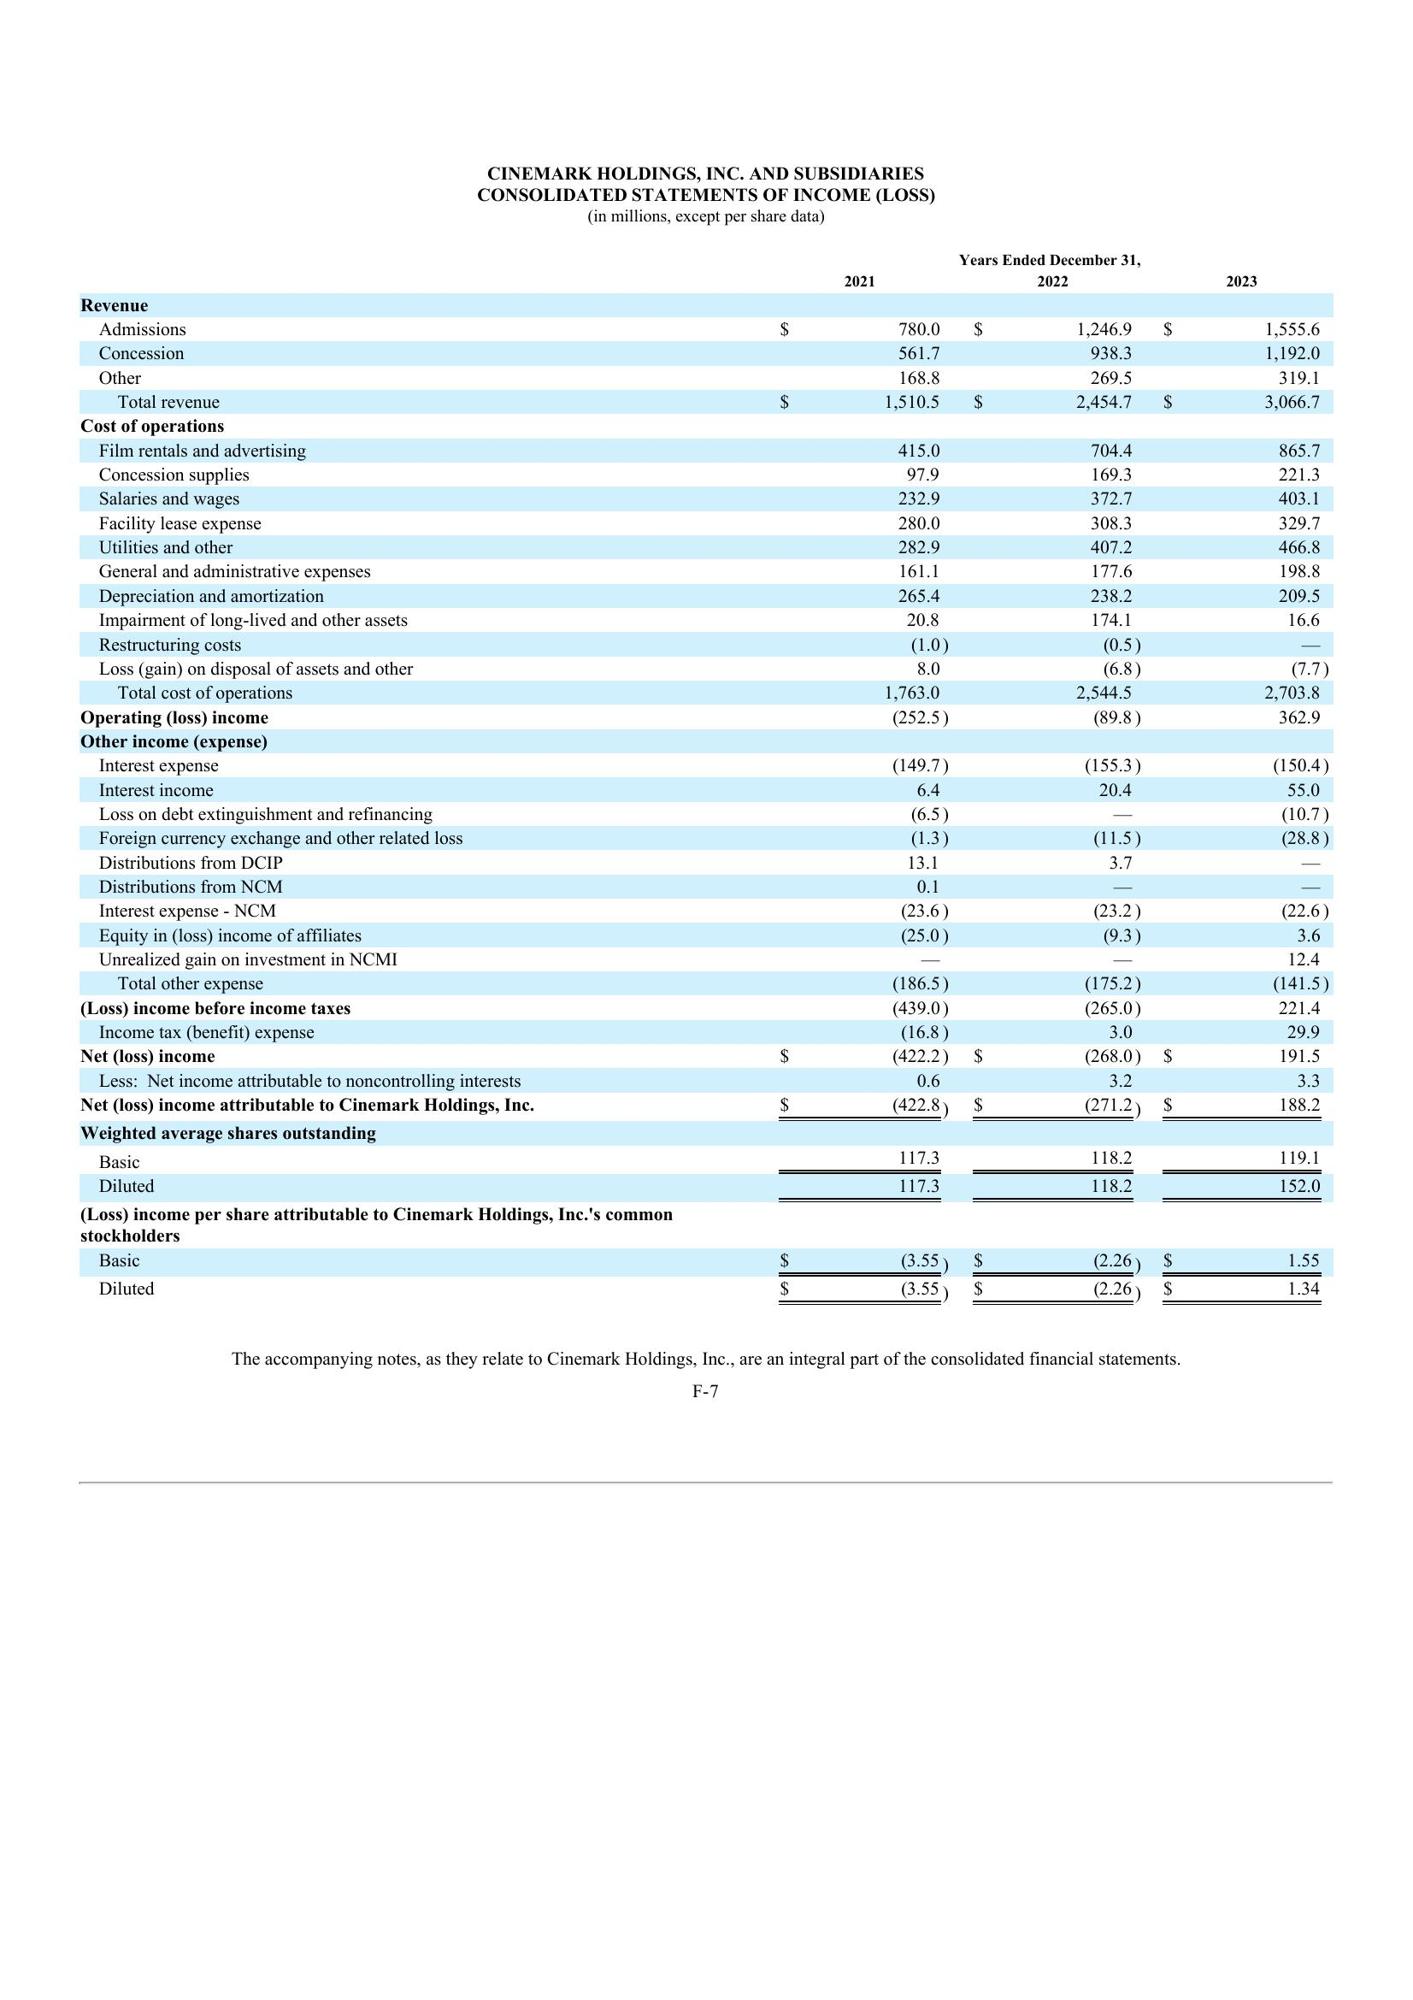 CINEMARK HOLDINGS, INC. AND SUBSIDIARIES
CONSOLIDATED STATEMENTS OF INCOME (LOSS)
(in millions, except per share data)
Years Ended December 31,
2021 2022 2023
Revenue
Admissions $ 780.0 $ 1,246.9 $ 1,555.6
Concession 561.7 938.3 1,192.0
Other 168.8 269.5 319.1
Total revenue $ 1,510.5 $ 2,454.7 $ 3,066.7
Cost of operations
Film rentals and advertising 415.0 704.4 865.7
Concession supplies 97.9 169.3 221.3
Salaries and wages 232.9 372.7 403.1
Facility lease expense 280.0 308.3 329.7
Utilities and other 282.9 407.2 466.8
General and administrative expenses 161.1 177.6 198.8
Depreciation and amortization 265.4 238.2 209.5
Impairment of long-lived and other assets 20.8 174.1 16.6
Restructuring costs (1.0) (0.5) —
Loss (gain) on disposal of assets and other 8.0 (6.8) (7.7)
Total cost of operations 1,763.0 2,544.5 2,703.8
Operating (loss) income (252.5) (89.8) 362.9
Other income (expense)
Interest expense (149.7) (155.3) (150.4)
Interest income 6.4 20.4 55.0
Loss on debt extinguishment and refinancing (6.5) — (10.7)
Foreign currency exchange and other related loss (1.3) (11.5) (28.8)
Distributions from DCIP 13.1 3.7 —
Distributions from NCM 0.1 — —
Interest expense - NCM (23.6) (23.2) (22.6)
Equity in (loss) income of affiliates (25.0) (9.3) 3.6
Unrealized gain on investment in NCMI — — 12.4
Total other expense (186.5) (175.2) (141.5)
(Loss) income before income taxes (439.0) (265.0) 221.4
Income tax (benefit) expense (16.8) 3.0 29.9
Net (loss) income $ (422.2) $ (268.0) $ 191.5
Less: Net income attributable to noncontrolling interests 0.6 3.2 3.3
Net (loss) income attributable to Cinemark Holdings, Inc. $ (422.8) $ (271.2) $ 188.2
Weighted average shares outstanding
Basic 117.3 118.2 119.1
Diluted 117.3 118.2 152.0
(Loss) income per share attributable to Cinemark Holdings, Inc.'s common
stockholders
Basic $ (3.55) $ (2.26) $ 1.55
Diluted $ (3.55) $ (2.26) $ 1.34
The accompanying notes, as they relate to Cinemark Holdings, Inc., are an integral part of the consolidated financial statements.
F-7